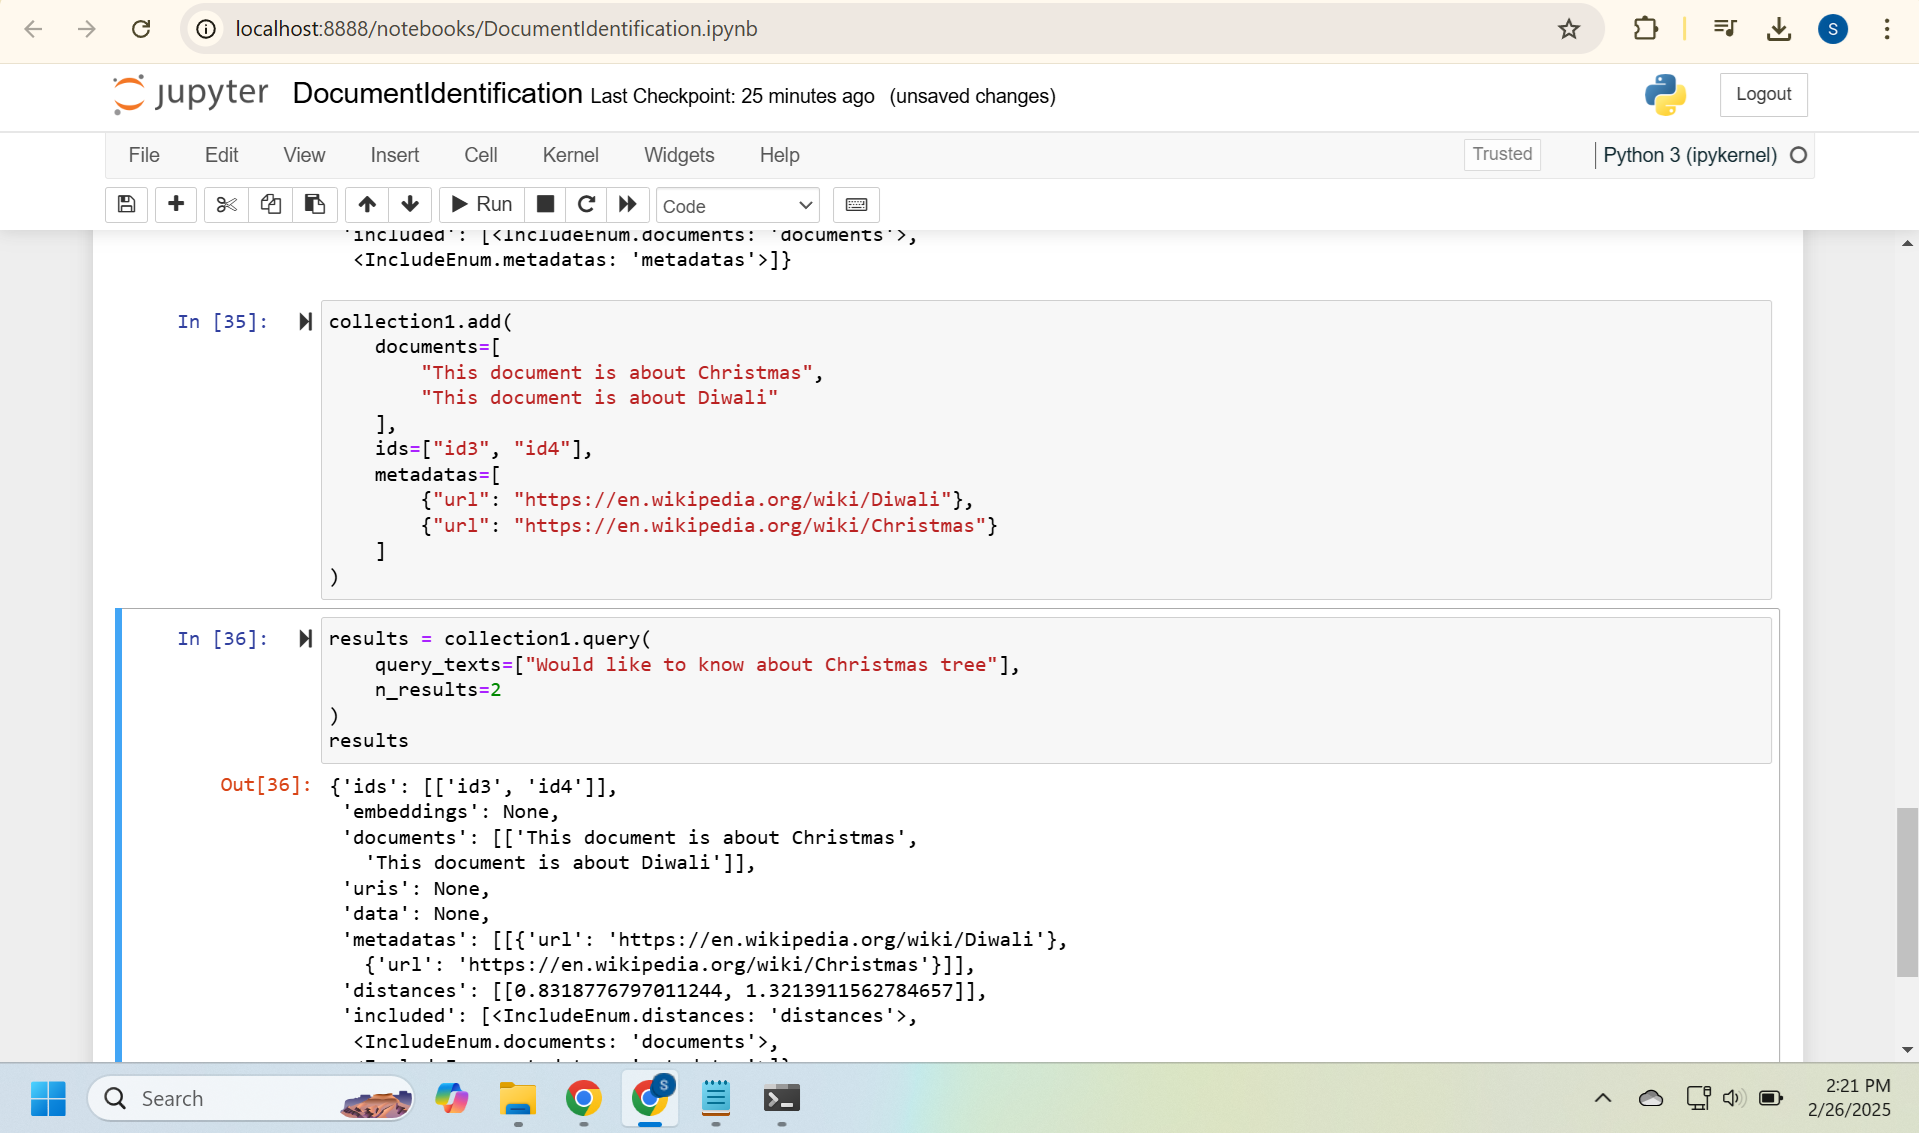 localhost:8888/notebooks/DocumentIdentification.ipynb
S
jupyter DocumentIdentification Last Checkpoint: 25 minutes ago (unsaved changes)
Logout
File Edit View Insert Cell Kernel Widgets Help
Trusted
Python 3 (ipykernel)
Run
Code
'included': [<IncludeEnum.documents: 'documents'>,
<IncludeEnum.metadatas: 'metadatas'>]}
In [35]:
collection1.add(
    documents=[
        "This document is about Christmas",
        "This document is about Diwali"
    ],
    ids=["id3", "id4"],
    metadatas=[
        {"url": "https://en.wikipedia.org/wiki/Diwali"},
        {"url": "https://en.wikipedia.org/wiki/Christmas"}
    ]
)
In [36]:
results = collection1.query(
    query_texts=["Would like to know about Christmas tree"],
    n_results=2
)
results
Out[36]:
{'ids': [['id3', 'id4']],
 'embeddings': None,
 'documents': [['This document is about Christmas',
   'This document is about Diwali']],
 'uris': None,
 'data': None,
 'metadatas': [[{'url': 'https://en.wikipedia.org/wiki/Diwali'},
   {'url': 'https://en.wikipedia.org/wiki/Christmas'}]],
 'distances': [[0.8318776797011244, 1.3213911562784657]],
 'included': [<IncludeEnum.distances: 'distances'>,
  <IncludeEnum.documents: 'documents'>,
Search
S
2:21 PM
2/26/2025